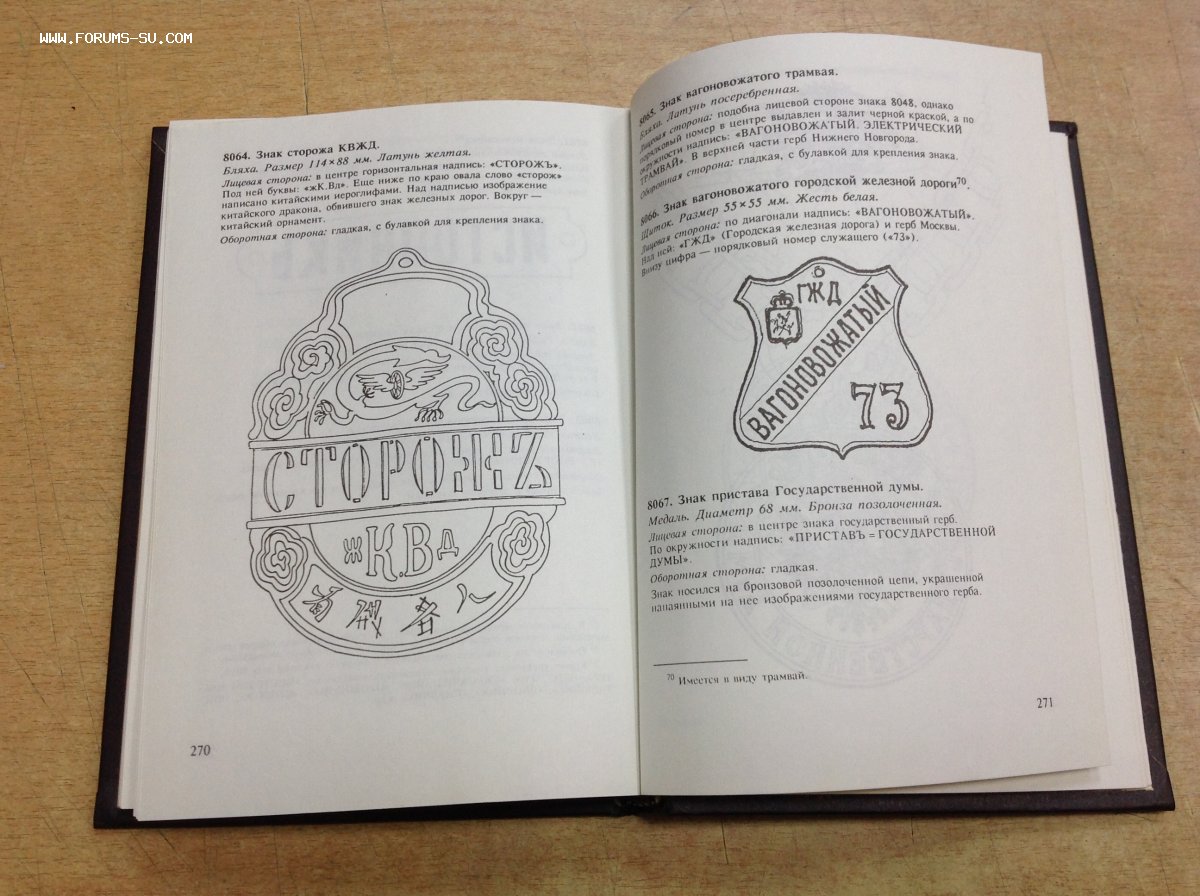 WWW.FORUMS-SU.COM
8064. Знак сторожа КВЖД.
Бляха. Размер 114×88 мм. Латунь желтая.
Лицевая сторона: в центре горизонтальная надпись: «СТОРОЖЪ».
Под ней буквы: «жК.Вд». Еще ниже по краю овала слово «сторож»
написано китайскими иероглифами. Над надписью изображение
китайского дракона, обвившего знак железных дорог. Вокруг —
китайский орнамент.
Оборотная сторона: гладкая, с булавкой для крепления знака.
СТОРОЖЪ
жК.Вд
270
8065. Знак вагоновожатого трамвая.
Бляха. Латунь посеребренная.
Лицевая сторона: подобна лицевой стороне знака 8048, однако
порядковый номер в центре выдавлен и залит черной краской, а по
окружности надпись: «ВАГОНОВОЖАТЫЙ. ЭЛЕКТРИЧЕСКИЙ
ТРАМВАЙ». В верхней части герб Нижнего Новгорода.
Оборотная сторона: гладкая, с булавкой для крепления знака.
8066. Знак вагоновожатого городской железной дороги⁷⁰.
Щиток. Размер 55×55 мм. Жесть белая.
Лицевая сторона: по диагонали надпись: «ВАГОНОВОЖАТЫЙ».
Над ней: «ГЖД» (Городская железная дорога) и герб Москвы.
Внизу цифра — порядковый номер служащего («73»).
ГЖД
ВАГОНОВОЖАТЫЙ
73
8067. Знак пристава Государственной думы.
Медаль. Диаметр 68 мм. Бронза позолоченная.
Лицевая сторона: в центре знака государственный герб.
По окружности надпись: «ПРИСТАВЪ = ГОСУДАРСТВЕННОЙ
ДУМЫ».
Оборотная сторона: гладкая.
Знак носился на бронзовой позолоченной цепи, украшенной
напаянными на нее изображениями государственного герба.
⁷⁰ Имеется в виду трамвай.
271